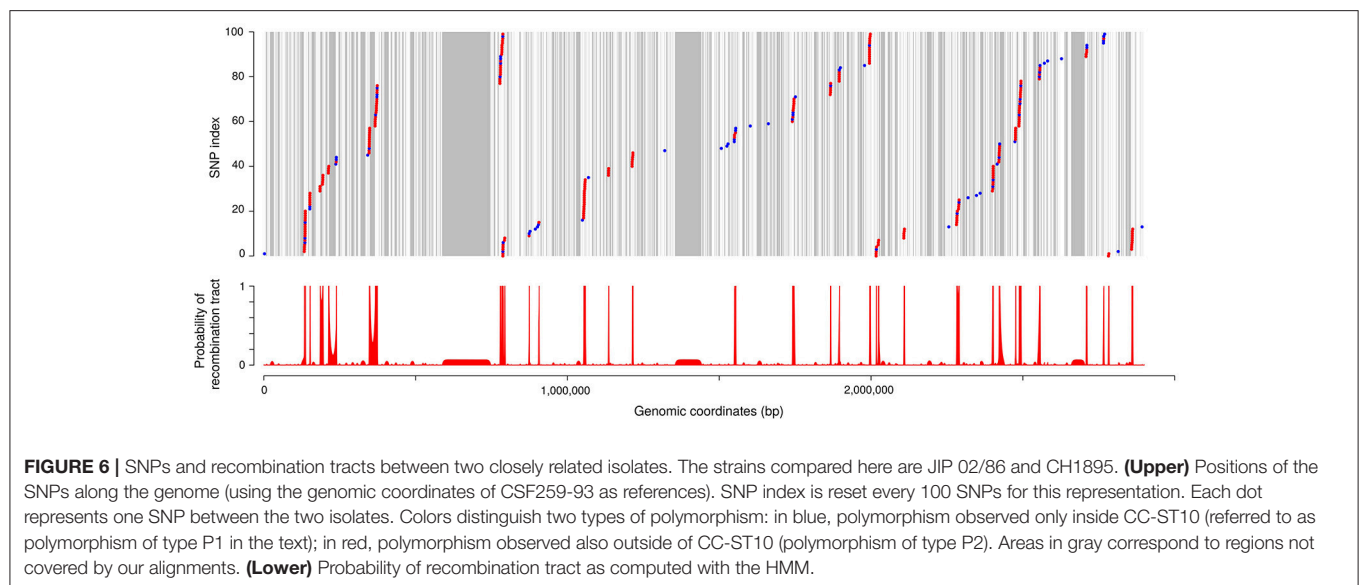 100
80
60
40
20
0
SNP index
1
0
Probability of
recombination tract
0
1,000,000
2,000,000
Genomic coordinates (bp)
FIGURE 6 | SNPs and recombination tracts between two closely related isolates. The strains compared here are JIP 02/86 and CH1895. (Upper) Positions of the
SNPs along the genome (using the genomic coordinates of CSF259-93 as references). SNP index is reset every 100 SNPs for this representation. Each dot
represents one SNP between the two isolates. Colors distinguish two types of polymorphism: in blue, polymorphism observed only inside CC-ST10 (referred to as
polymorphism of type P1 in the text); in red, polymorphism observed also outside of CC-ST10 (polymorphism of type P2). Areas in gray correspond to regions not
covered by our alignments. (Lower) Probability of recombination tract as computed with the HMM.